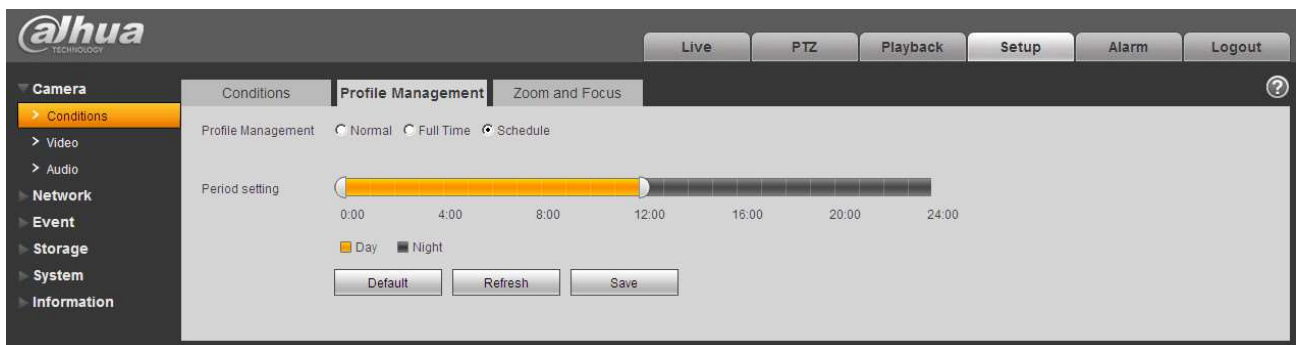 alhua
TECHNOLOGY
Live PTZ Playback Setup Alarm Logout
Camera
> Conditions
> Video
> Audio
Network
Event
Storage
System
Information
Conditions Profile Management Zoom and Focus ?
Profile Management Normal Full Time Schedule
Period setting
0:00 4:00 8:00 12:00 16:00 20:00 24:00
Day Night
Default Refresh Save